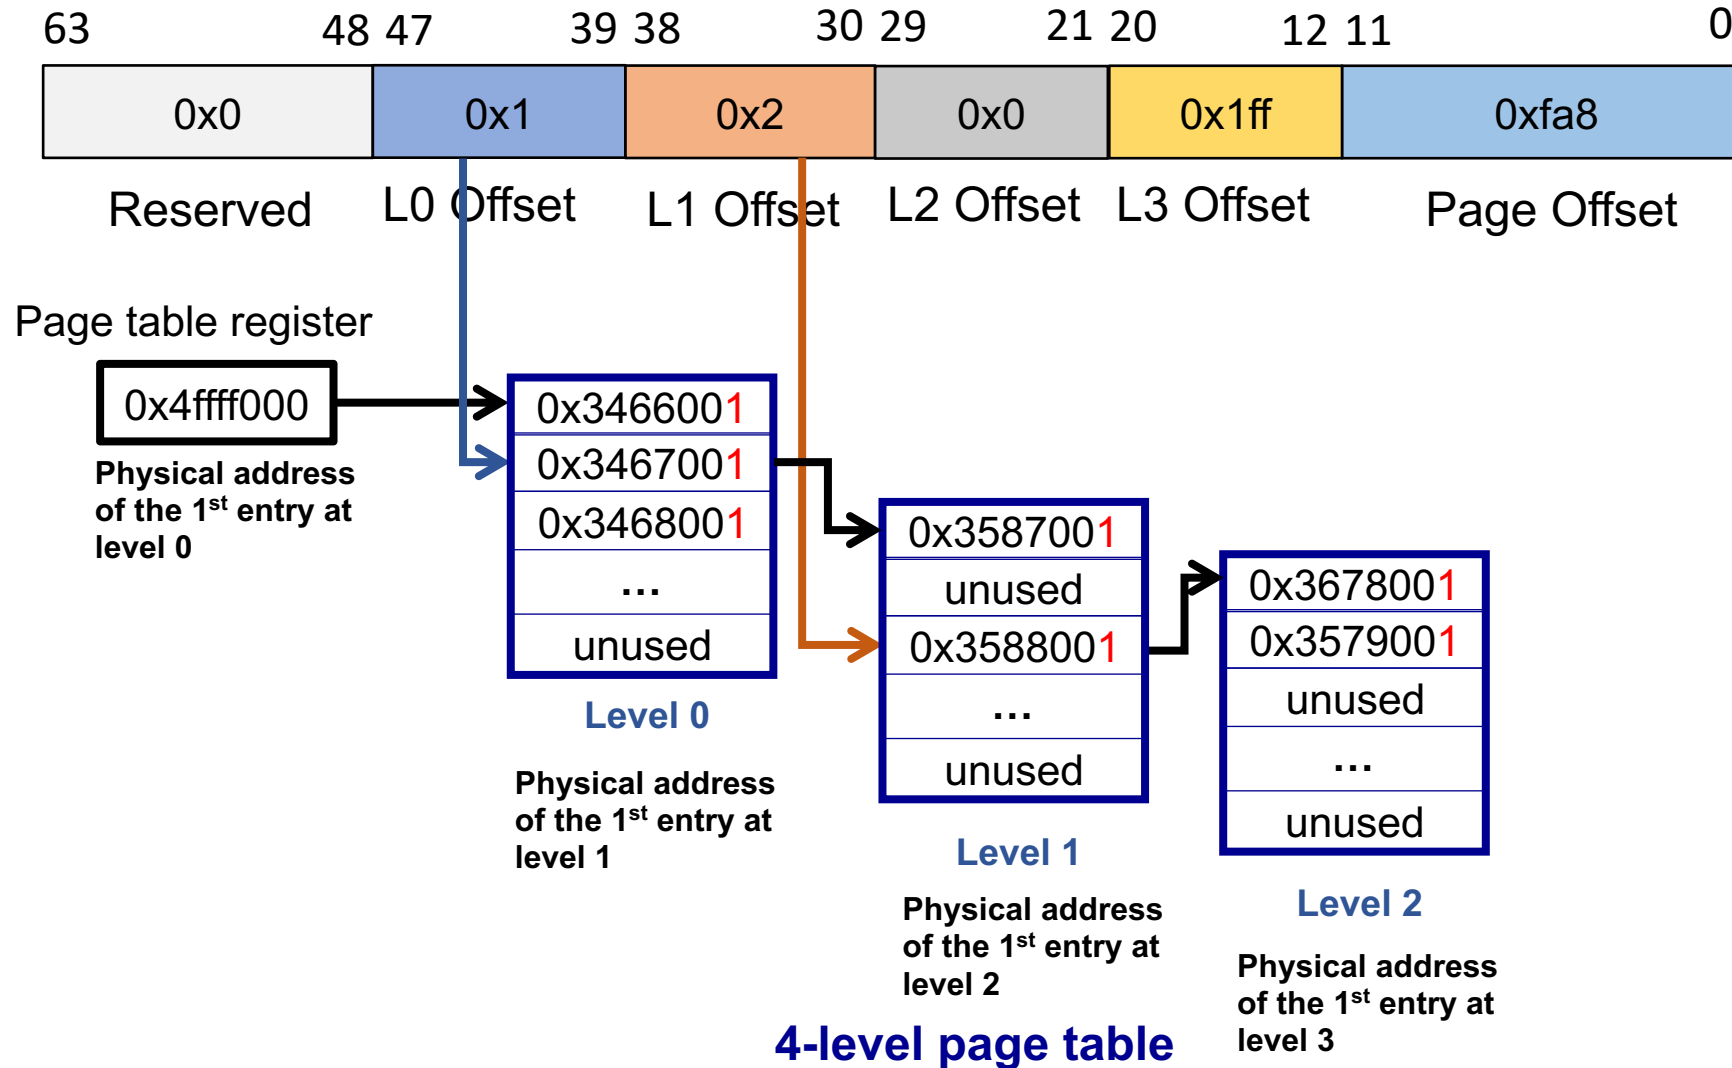 63 48 47 39 38 30 29 21 20 12 11 0
0x0 0x1 0x2 0x0 0x1ff 0xfa8
Reserved L0 Offset L1 Offset L2 Offset L3 Offset Page Offset
Page table register
0x4ffff000
Physical address
of the 1st entry at
level 0
0x3466001
0x3467001
0x3468001
...
unused
Level 0
Physical address
of the 1st entry at
level 1
0x3587001
unused
0x3588001
...
unused
Level 1
Physical address
of the 1st entry at
level 2
0x3678001
0x3579001
unused
...
unused
Level 2
Physical address
of the 1st entry at
level 3
4-level page table